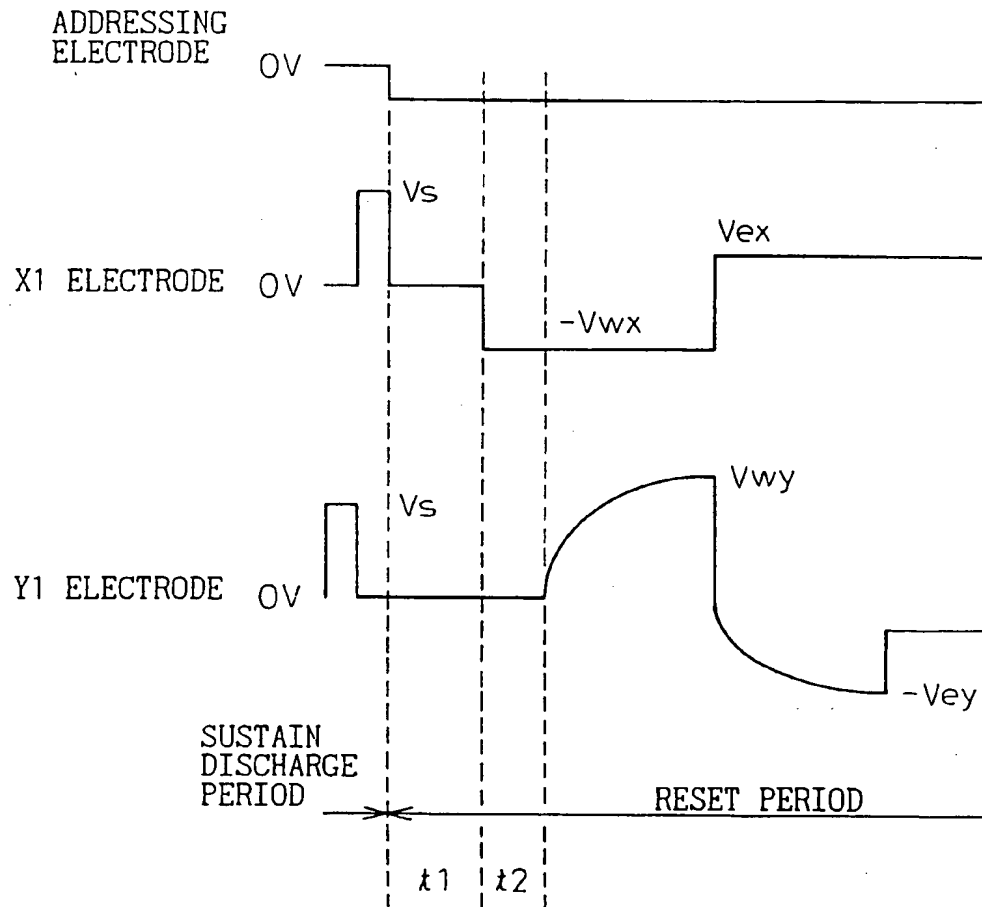 ADDRESSING
ELECTRODE
0V
Vs
Vex
X1 ELECTRODE
0V
-Vwx
Vwy
Vs
Y1 ELECTRODE
0V
-Vey
SUSTAIN
DISCHARGE
PERIOD
RESET PERIOD
t1
t2